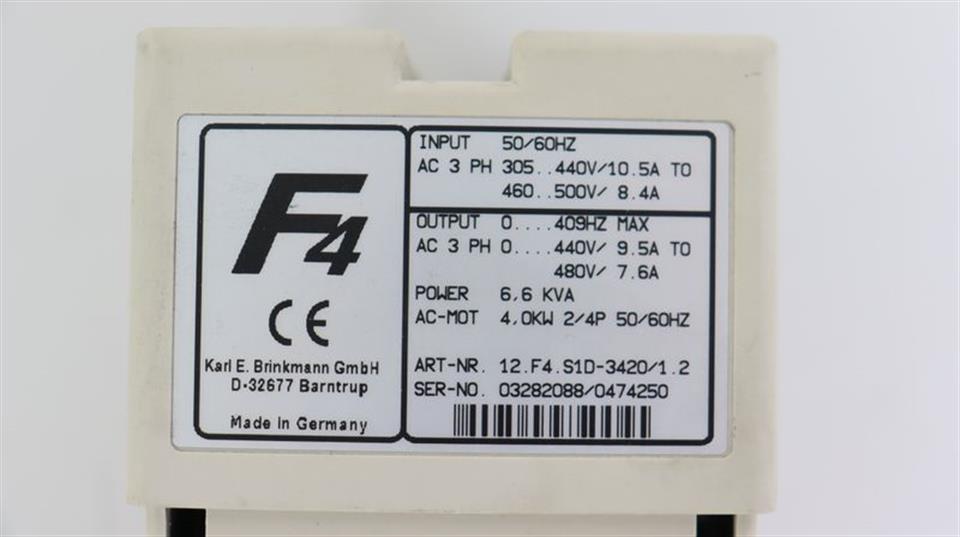 F4
CE
Karl E. Brinkmann GmbH
D-32677 Barntrup
Made in Germany
INPUT 50/60HZ
AC 3 PH 305..440V/10.5A TO
460..500V/ 8.4A
OUTPUT 0....409HZ MAX
AC 3 PH 0....440V/ 9.5A TO
480V/ 7.6A
POWER 6,6 KVA
AC-MOT 4,0KW 2/4P 50/60HZ
ART-NR. 12.F4.S1D-3420/1.2
SER-NO. 03282088/0474250